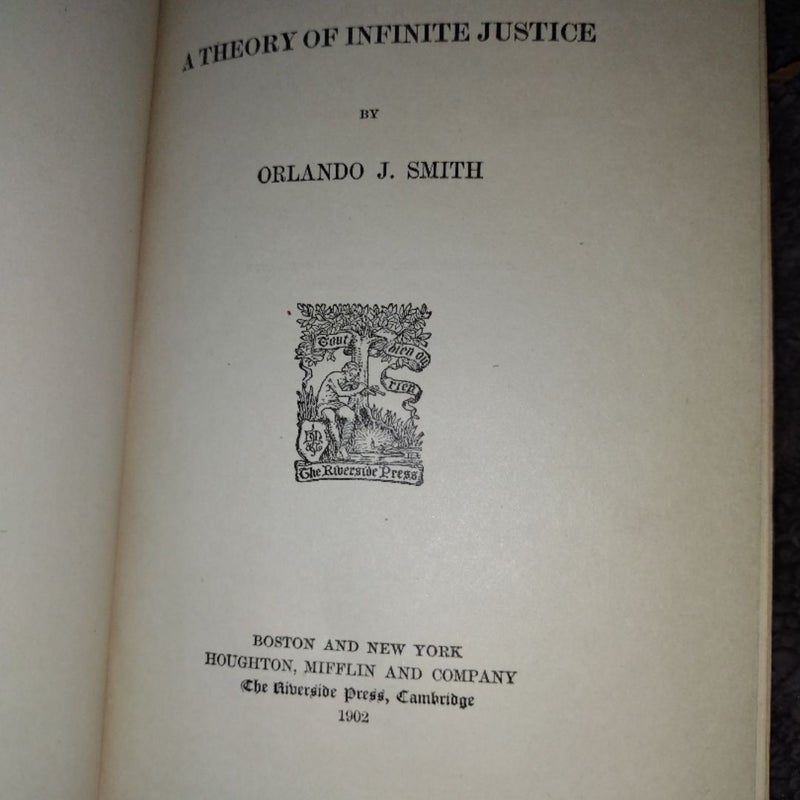 A THEORY OF INFINITE JUSTICE
BY
ORLANDO J. SMITH
Tout bien ou rien
The Riverside Press
BOSTON AND NEW YORK
HOUGHTON, MIFFLIN AND COMPANY
The Riverside Press, Cambridge
1902